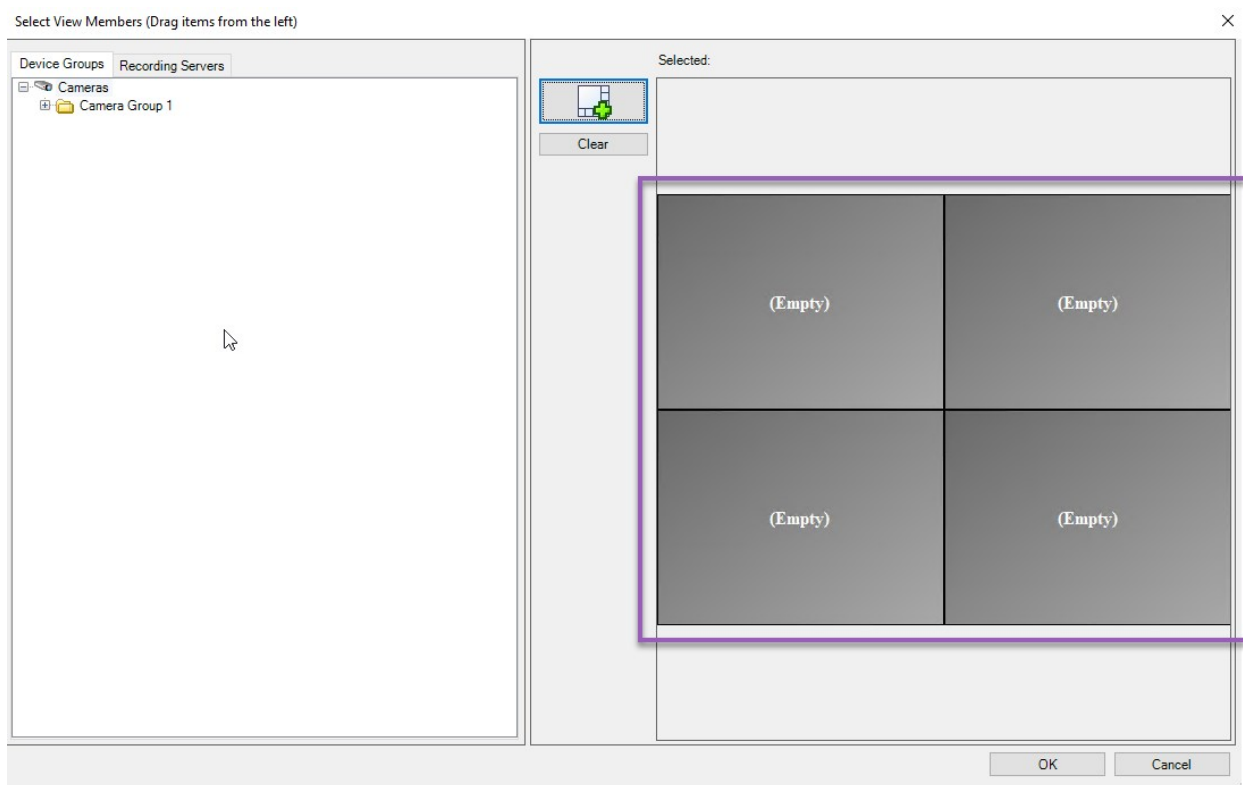 Select View Members (Drag items from the left)
Device Groups
Recording Servers
Cameras
Camera Group 1
Selected:
Clear
(Empty)
(Empty)
(Empty)
(Empty)
OK
Cancel